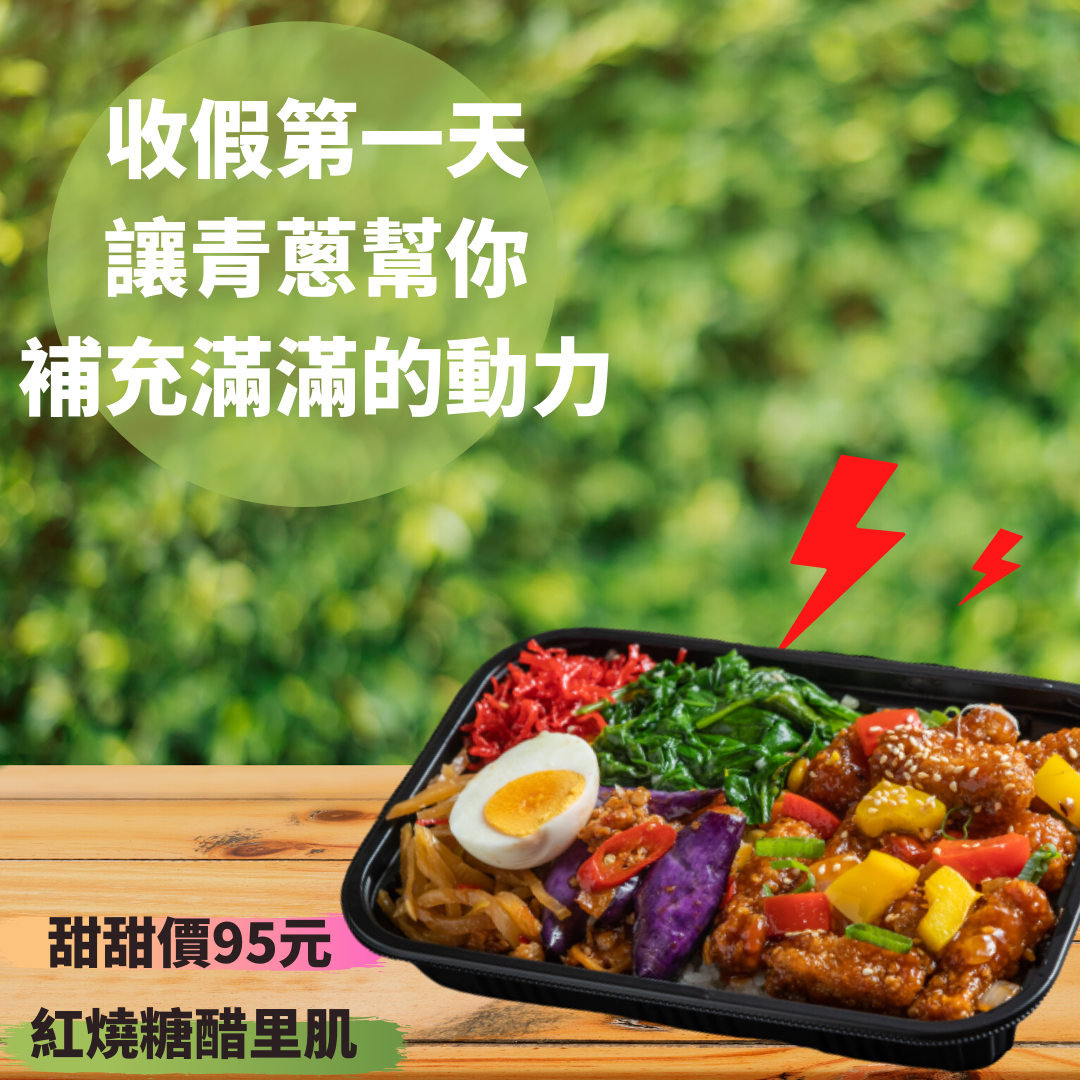 收假第一天
讓青蔥幫你
補充滿滿的動力
甜甜價95元
紅燒糖醋里肌